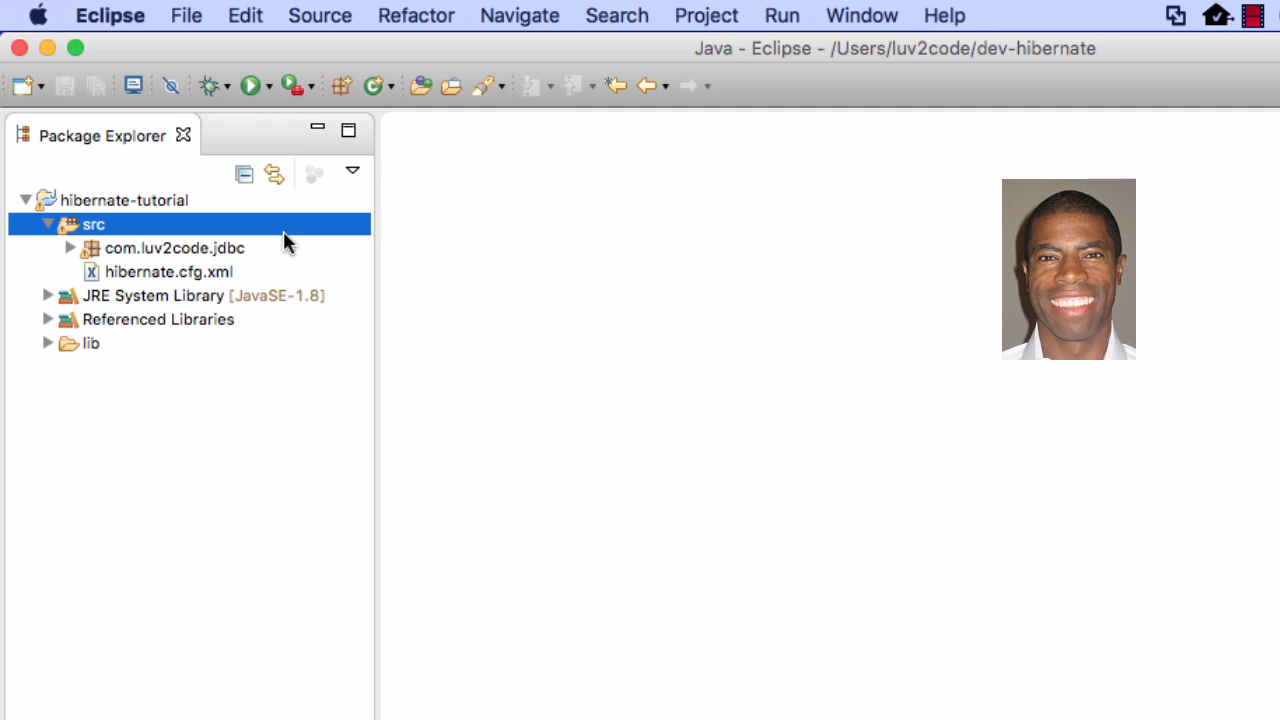 Eclipse File Edit Source Refactor Navigate Search Project Run Window Help
Java - Eclipse - /Users/luv2code/dev-hibernate
Package Explorer
hibernate-tutorial
src
com.luv2code.jdbc
hibernate.cfg.xml
JRE System Library [JavaSE-1.8]
Referenced Libraries
lib